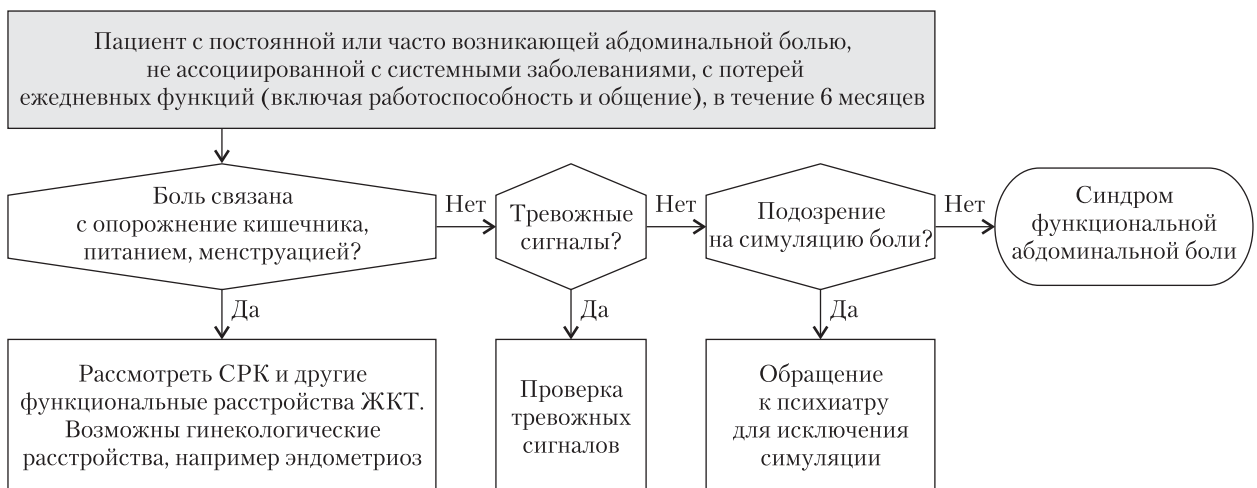 Пациент с постоянной или часто возникающей абдоминальной болью,
не ассоциированной с системными заболеваниями, с потерей
ежедневных функций (включая работоспособность и общение), в течение 6 месяцев
Боль связана
с опорожнение кишечника,
питанием, менструацией?
Нет
Тревожные
сигналы?
Нет
Подозрение
на симуляцию боли?
Нет
Синдром
функциональной
абдоминальной боли
Да
Да
Да
Рассмотреть СРК и другие
функциональные расстройства ЖКТ.
Возможны гинекологические
расстройства, например эндометриоз
Проверка
тревожных
сигналов
Обращение
к психиатру
для исключения
симуляции